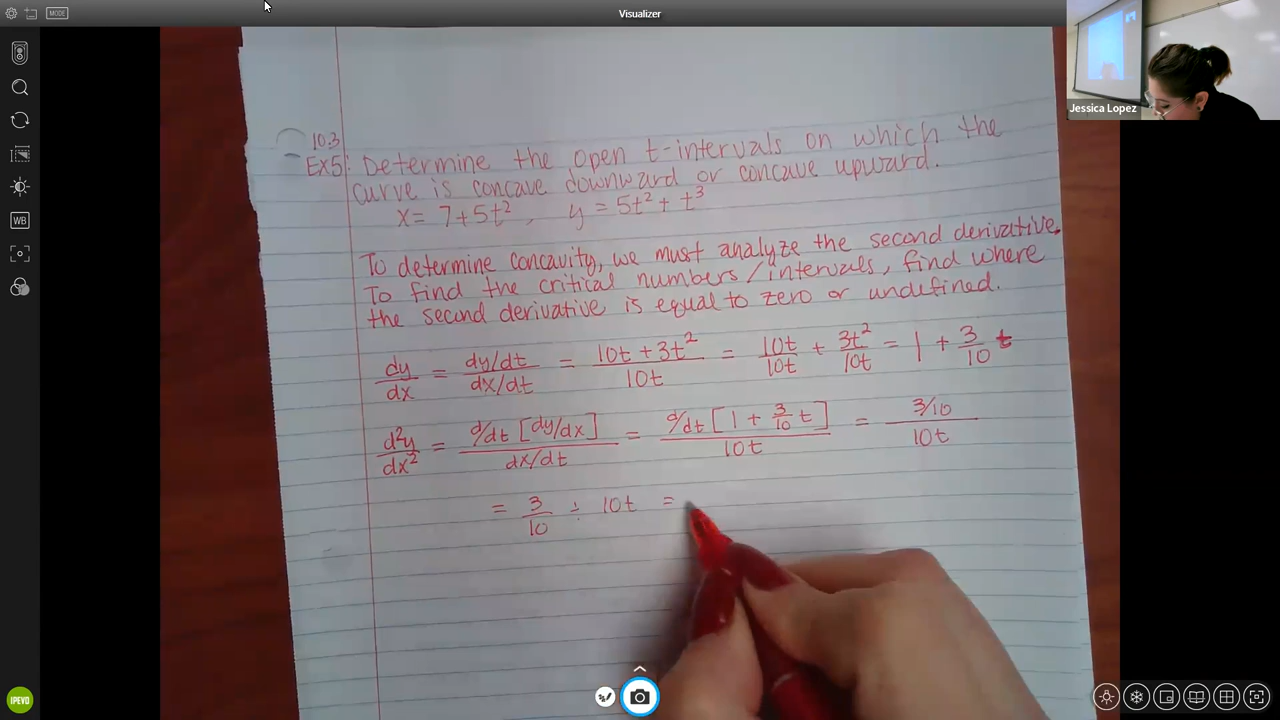 MODE
Visualizer
Jessica Lopez
WB
10.3
Ex5: Determine the open t-intervals on which the
curve is concave downward or concave upward.
x = 7+5t² , y = 5t² + t³
To determine concavity, we must analyze the second derivative.
To find the critical numbers/intervals, find where
the second derivative is equal to zero or undefined.
dy/dx = (dy/dt)/(dx/dt) = (10t + 3t²)/(10t) = 10t/10t + 3t²/10t = 1 + 3/10 t
d²y/dx² = (d/dt [dy/dx])/(dx/dt) = (d/dt [1 + 3/10 t])/(10t) = (3/10)/(10t)
= 3/10 ÷ 10t =
IPEVO